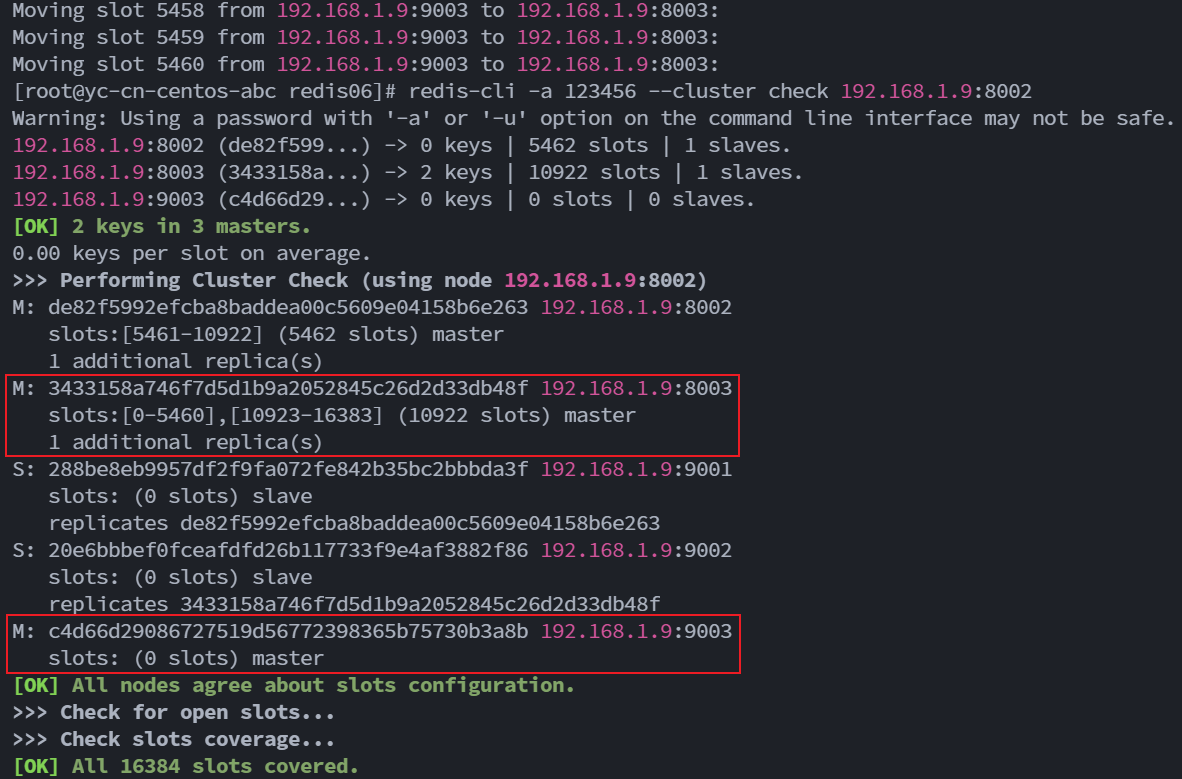 Moving slot 5458 from 192.168.1.9:9003 to 192.168.1.9:8003:
Moving slot 5459 from 192.168.1.9:9003 to 192.168.1.9:8003:
Moving slot 5460 from 192.168.1.9:9003 to 192.168.1.9:8003:
[root@yc-cn-centos-abc redis06]# redis-cli -a 123456 --cluster check 192.168.1.9:8002
Warning: Using a password with '-a' or '-u' option on the command line interface may not be safe.
192.168.1.9:8002 (de82f599...) -> 0 keys | 5462 slots | 1 slaves.
192.168.1.9:8003 (3433158a...) -> 2 keys | 10922 slots | 1 slaves.
192.168.1.9:9003 (c4d66d29...) -> 0 keys | 0 slots | 0 slaves.
[OK] 2 keys in 3 masters.
0.00 keys per slot on average.
>>> Performing Cluster Check (using node 192.168.1.9:8002)
M: de82f5992efcba8baddea00c5609e04158b6e263 192.168.1.9:8002
   slots:[5461-10922] (5462 slots) master
   1 additional replica(s)
M: 3433158a746f7d5d1b9a2052845c26d2d33db48f 192.168.1.9:8003
   slots:[0-5460],[10923-16383] (10922 slots) master
   1 additional replica(s)
S: 288be8eb9957df2f9fa072fe842b35bc2bbbda3f 192.168.1.9:9001
   slots: (0 slots) slave
   replicates de82f5992efcba8baddea00c5609e04158b6e263
S: 20e6bbbef0fceafdfd26b117733f9e4af3882f86 192.168.1.9:9002
   slots: (0 slots) slave
   replicates 3433158a746f7d5d1b9a2052845c26d2d33db48f
M: c4d66d29086727519d56772398365b75730b3a8b 192.168.1.9:9003
   slots: (0 slots) master
[OK] All nodes agree about slots configuration.
>>> Check for open slots...
>>> Check slots coverage...
[OK] All 16384 slots covered.